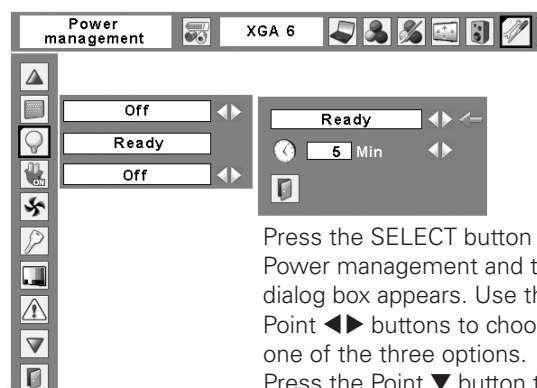 Power
management
XGA 6
Off
Ready
Off
ON
Ready
5 Min
Press the SELECT button
Power management and t
dialog box appears. Use th
Point ◀▶ buttons to choo
one of the three options.
Press the Point ▼ button t